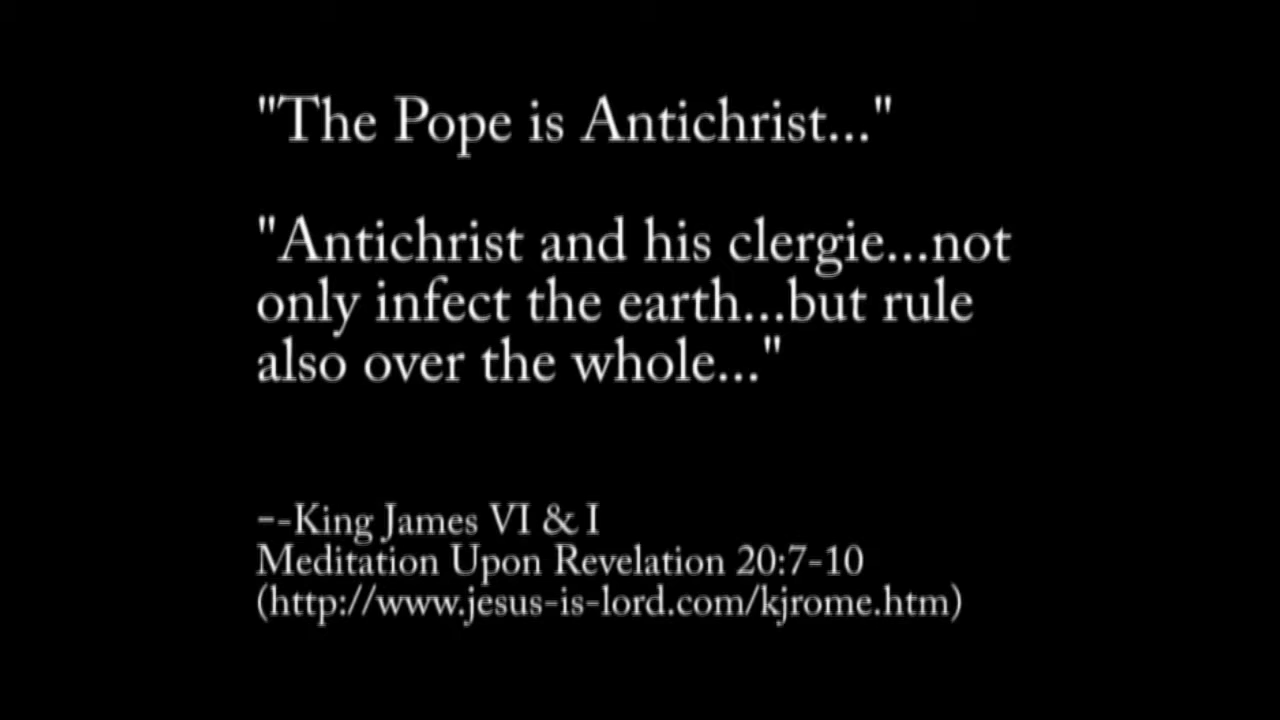 "The Pope is Antichrist..."
"Antichrist and his clergie...not
only infect the earth...but rule
also over the whole..."
--King James VI & I
Meditation Upon Revelation 20:7-10
(http://www.jesus-is-lord.com/kjrome.htm)